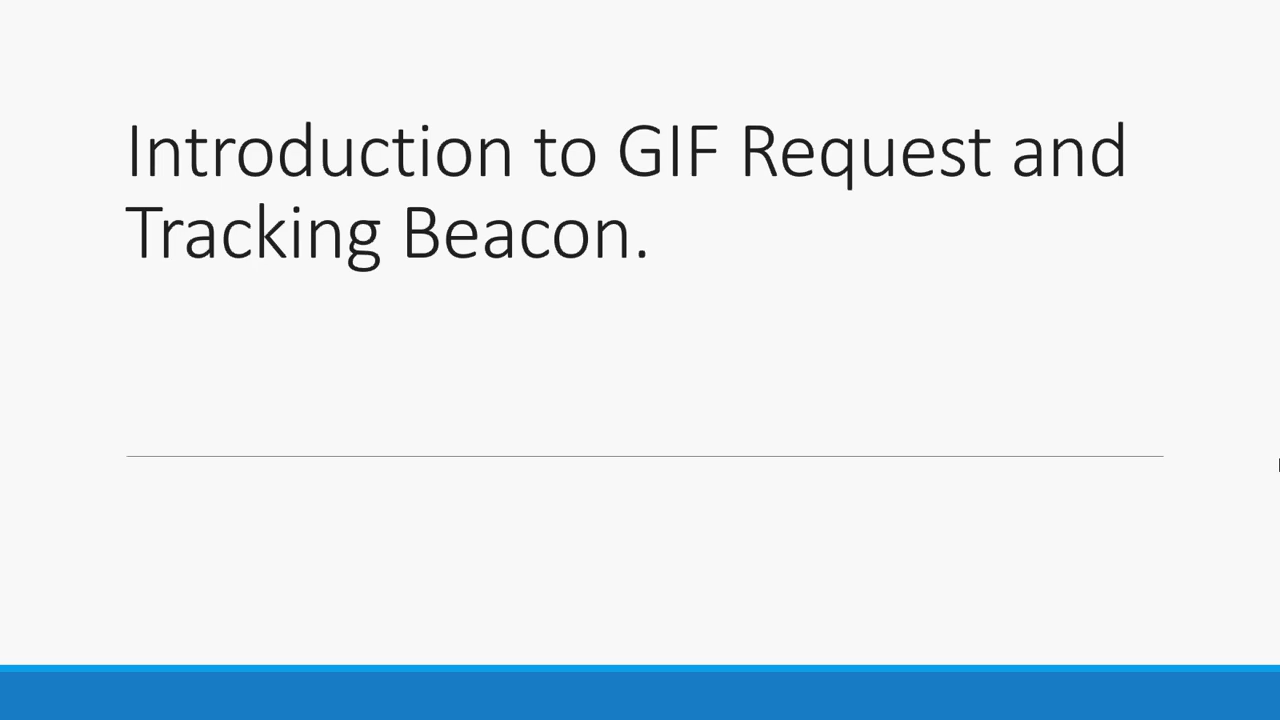 Introduction to GIF Request and
Tracking Beacon.